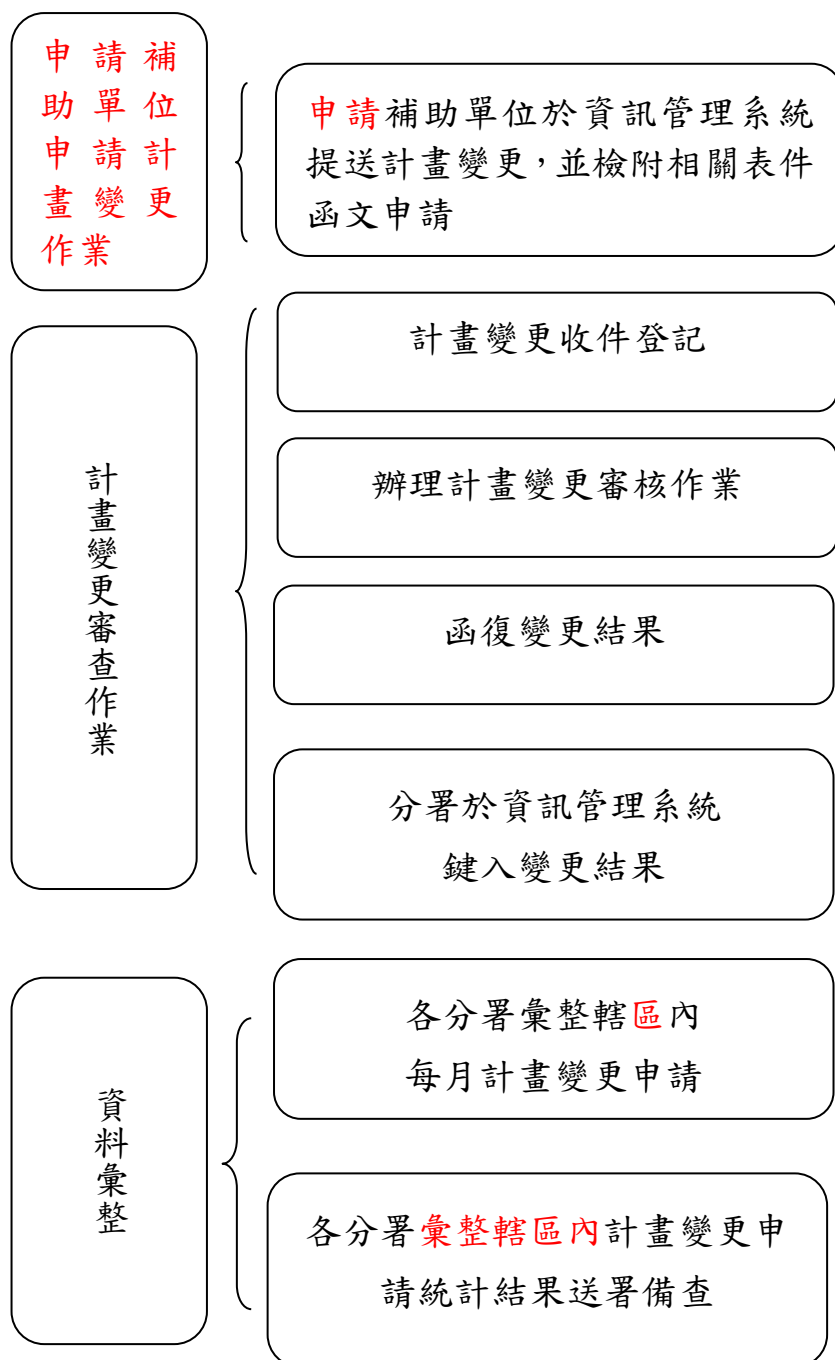 申請補
助單位
申請計
畫變更
作業
申請補助單位於資訊管理系統
提送計畫變更，並檢附相關表件
函文申請
計畫變更審查作業
計畫變更收件登記
辦理計畫變更審核作業
函復變更結果
分署於資訊管理系統
鍵入變更結果
資料彙整
各分署彙整轄區內
每月計畫變更申請
各分署彙整轄區內計畫變更申
請統計結果送署備查